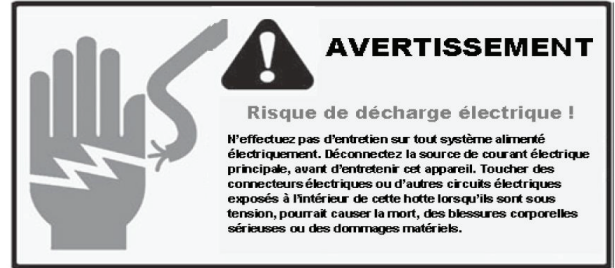 AVERTISSEMENT
Risque de décharge électrique !
N'effectuez pas d'entretien sur tout système alimenté
électriquement. Déconnectez la source de courant électrique
principale, avant d'entretenir cet appareil. Toucher des
connecteurs électriques ou d'autres circuits électriques
exposés à l'intérieur de cette hotte lorsqu'ils sont sous
tension, pourrait causer la mort, des blessures corporelles
sérieuses ou des dommages matériels.